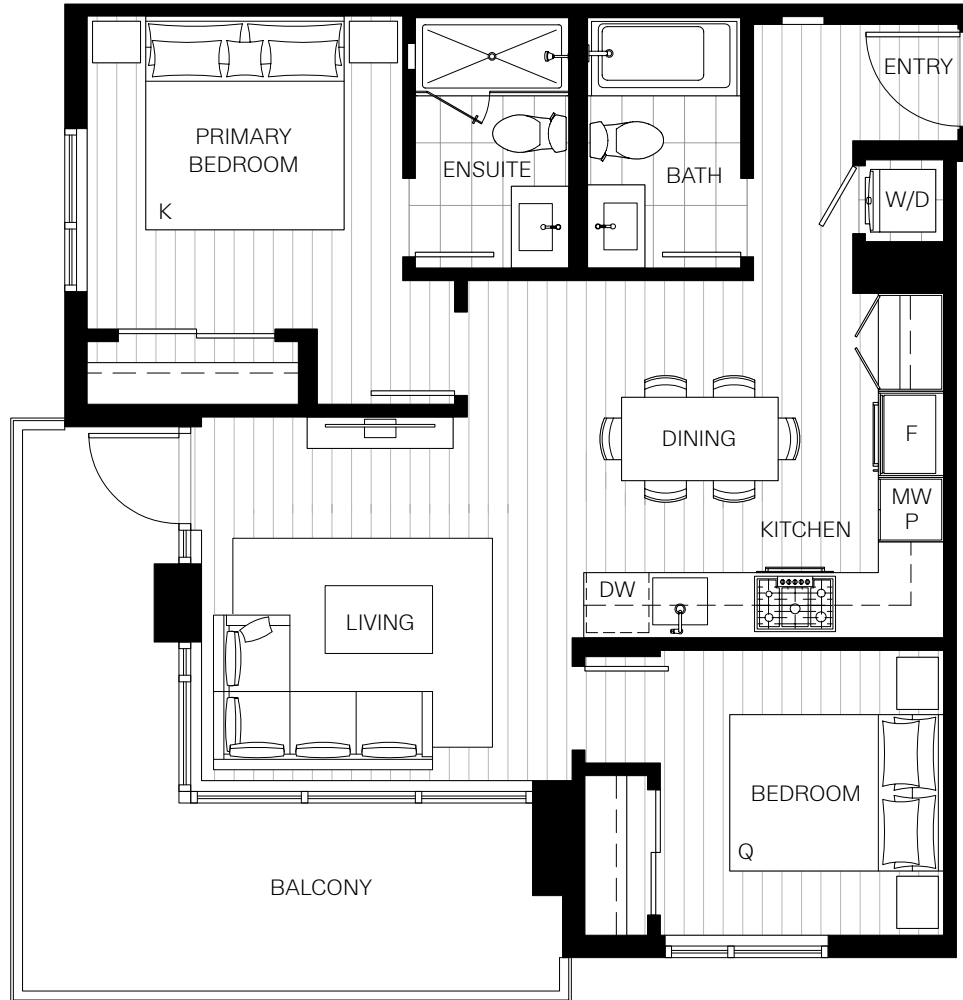 ENTRY
PRIMARY
BEDROOM
K
ENSUITE
BATH
W/D
DINING
F
MW
P
KITCHEN
DW
LIVING
BEDROOM
Q
BALCONY